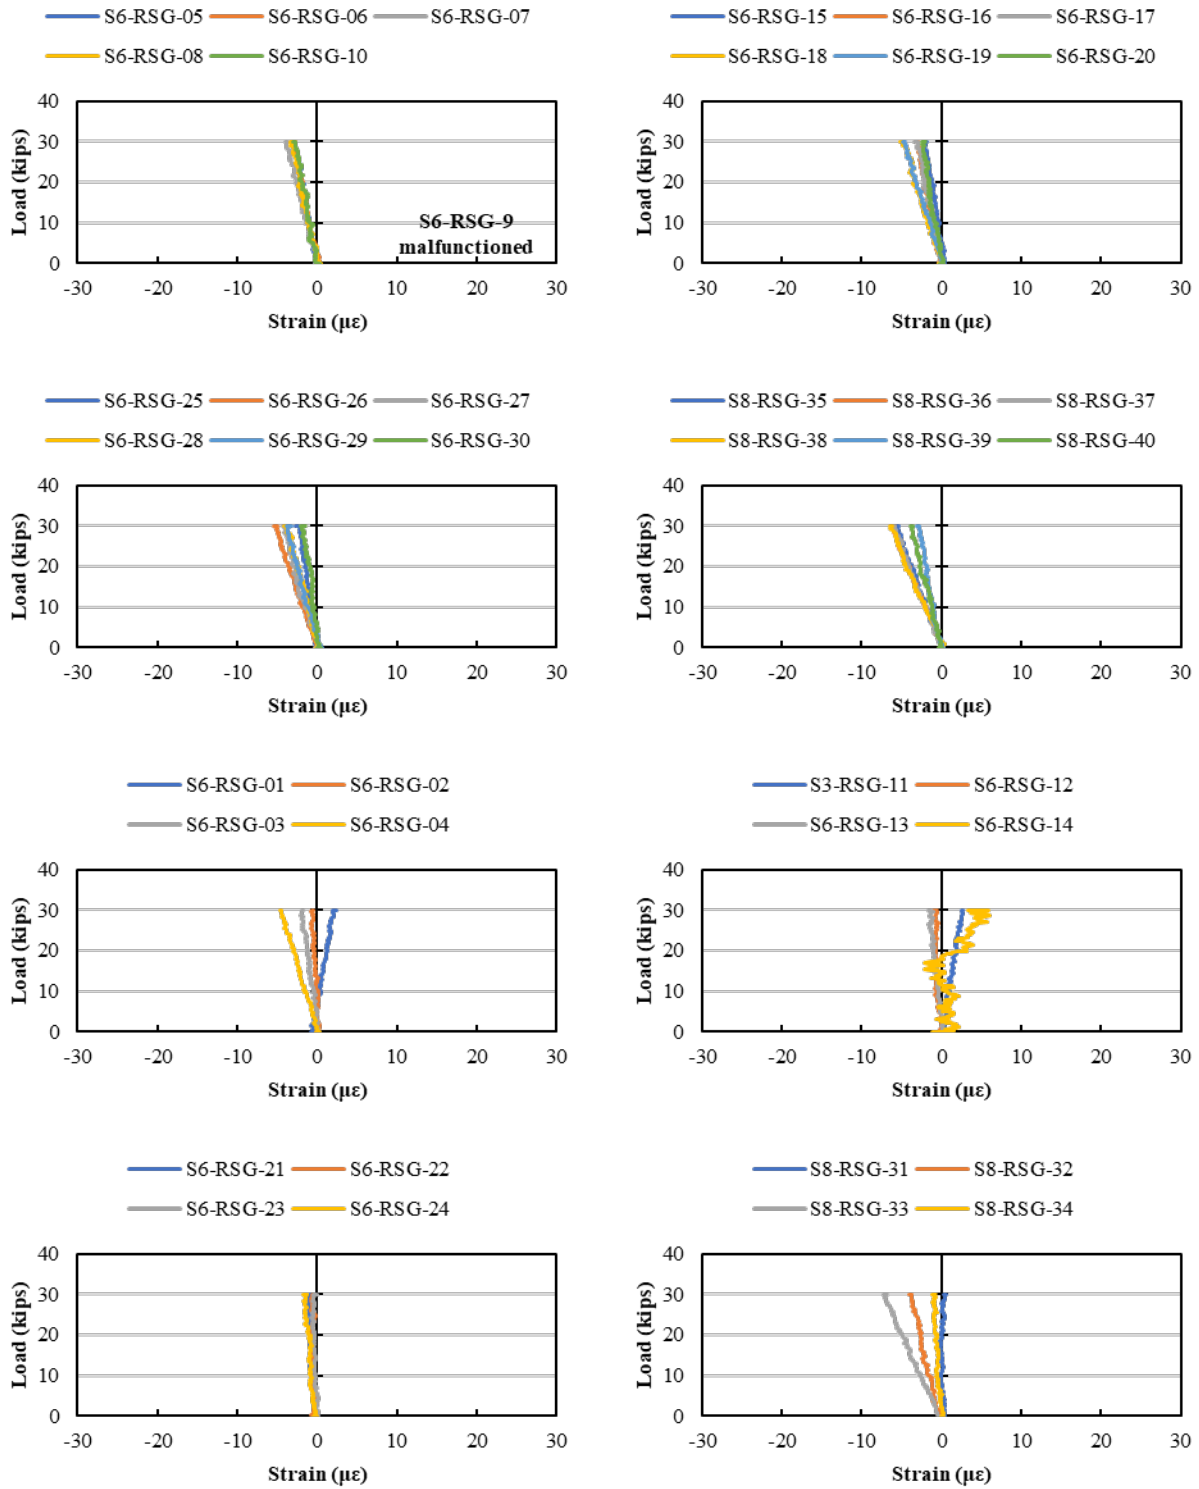 S6-RSG-05 S6-RSG-06 S6-RSG-07
S6-RSG-08 S6-RSG-10
40
30
20
10
0
Load (kips)
S6-RSG-9
malfunctioned
-30 -20 -10 0 10 20 30
Strain (με)
S6-RSG-15 S6-RSG-16 S6-RSG-17
S6-RSG-18 S6-RSG-19 S6-RSG-20
40
30
20
10
0
Load (kips)
-30 -20 -10 0 10 20 30
Strain (με)
S6-RSG-25 S6-RSG-26 S6-RSG-27
S6-RSG-28 S6-RSG-29 S6-RSG-30
40
30
20
10
0
Load (kips)
-30 -20 -10 0 10 20 30
Strain (με)
S8-RSG-35 S8-RSG-36 S8-RSG-37
S8-RSG-38 S8-RSG-39 S8-RSG-40
40
30
20
10
0
Load (kips)
-30 -20 -10 0 10 20 30
Strain (με)
S6-RSG-01 S6-RSG-02
S6-RSG-03 S6-RSG-04
40
30
20
10
0
Load (kips)
-30 -20 -10 0 10 20 30
Strain (με)
S3-RSG-11 S6-RSG-12
S6-RSG-13 S6-RSG-14
40
30
20
10
0
Load (kips)
-30 -20 -10 0 10 20 30
Strain (με)
S6-RSG-21 S6-RSG-22
S6-RSG-23 S6-RSG-24
40
30
20
10
0
Load (kips)
-30 -20 -10 0 10 20 30
Strain (με)
S8-RSG-31 S8-RSG-32
S8-RSG-33 S8-RSG-34
40
30
20
10
0
Load (kips)
-30 -20 -10 0 10 20 30
Strain (με)